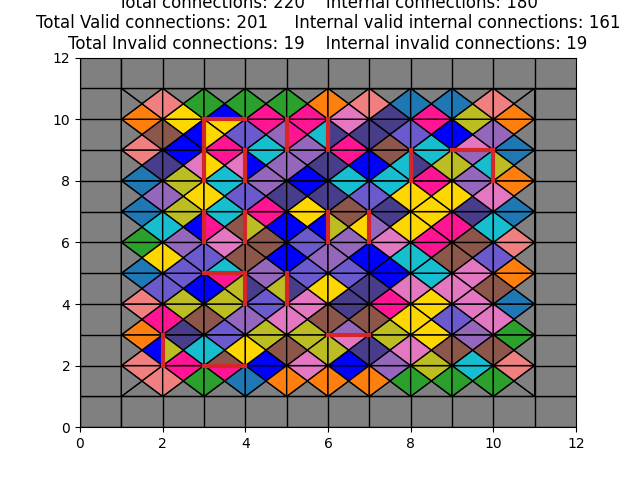 Total connections: 220    Internal connections: 180
Total Valid connections: 201     Internal valid internal connections: 161
Total Invalid connections: 19    Internal invalid connections: 19
12
10
8
6
4
2
0
0 2 4 6 8 10 12